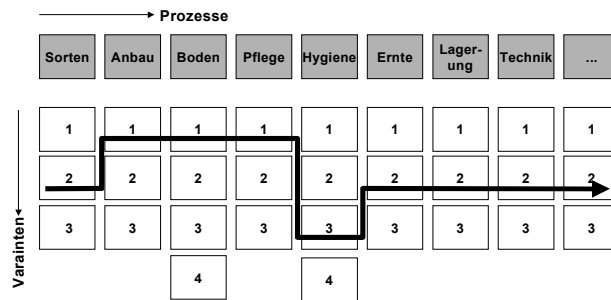 Prozesse
Sorten Anbau Boden Pflege Hygiene Ernte Lager-
ung Technik ...
1 1 1 1 1 1 1 1 1
2 2 2 2 2 2 2 2 2
3 3 3 3 3 3 3 3 3
4 4
Varainten